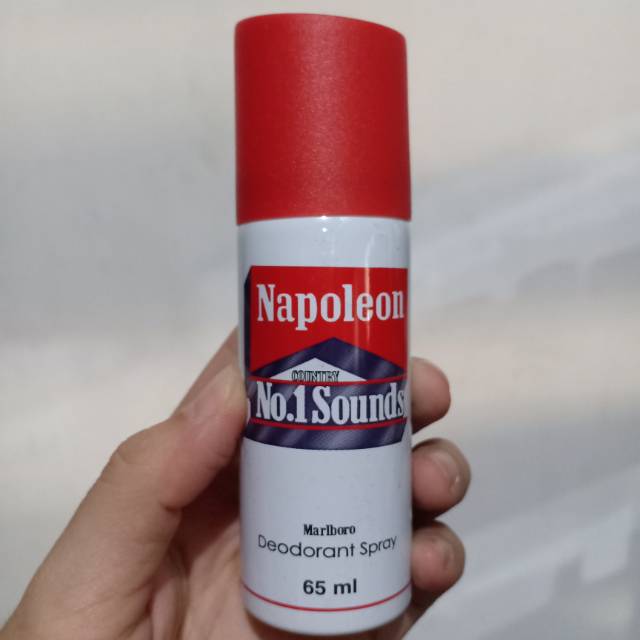 Napoleon
COUNTRY
No.1 Sounds
Marlboro
Deodorant Spray
65 ml